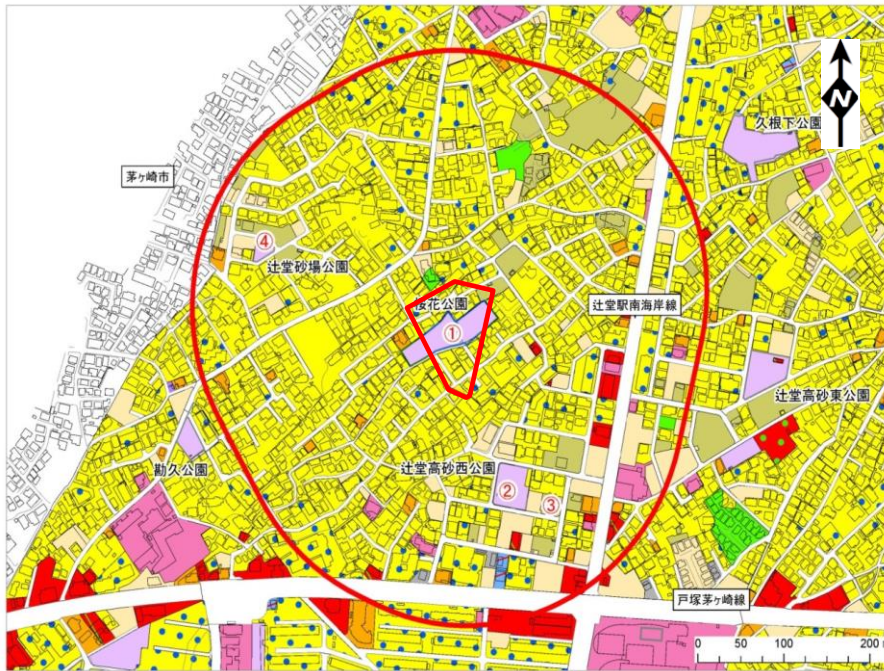 N
久根下公園
茅ヶ崎市
④
辻堂砂場公園
桜花公園
①
辻堂駅南海岸線
辻堂高砂東公園
勘久公園
辻堂高砂西公園
②
③
戸塚茅ヶ崎線
0 50 100 200